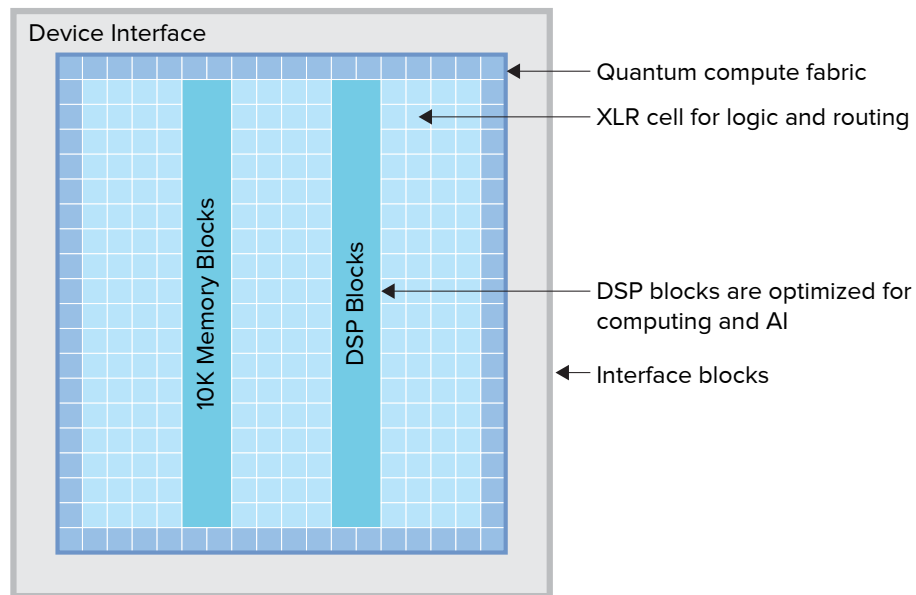 Device Interface
Quantum compute fabric
XLR cell for logic and routing
10K Memory Blocks
DSP Blocks
DSP blocks are optimized for
computing and AI
Interface blocks